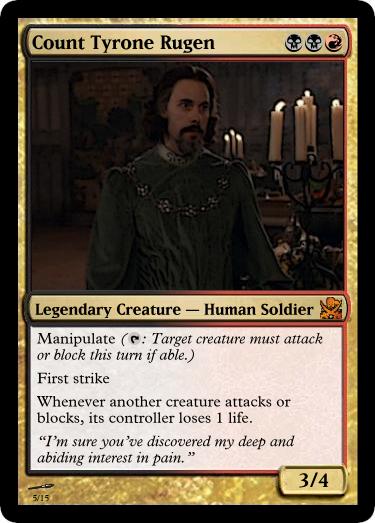 Count Tyrone Rugen
Legendary Creature — Human Soldier
Manipulate (: Target creature must attack
or block this turn if able.)
First strike
Whenever another creature attacks or
blocks, its controller loses 1 life.
“I’m sure you’ve discovered my deep and
abiding interest in pain.”
3/4
5/15